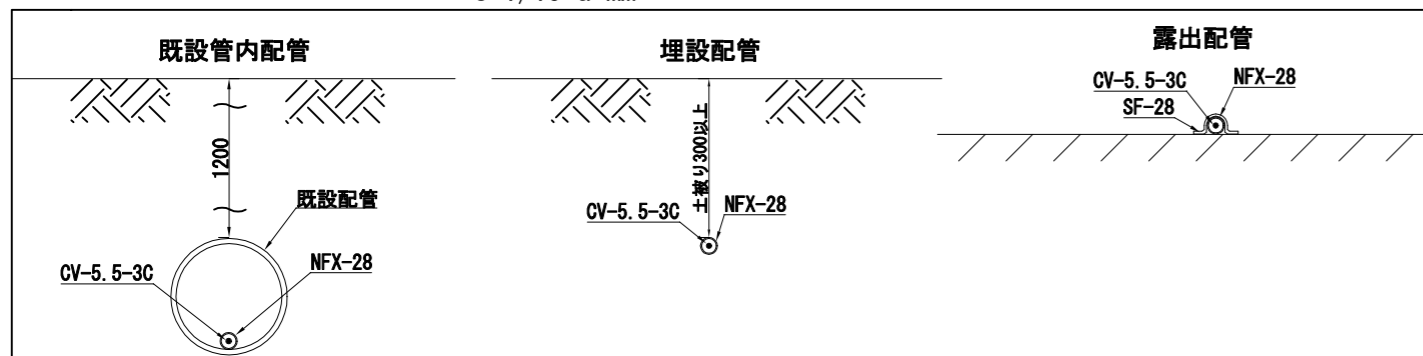 既設管内配管
1200
既設配管
CV-5.5-3C
NFX-28
埋設配管
土被り300以上
CV-5.5-3C
NFX-28
露出配管
CV-5.5-3C
NFX-28
SF-28